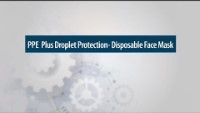 PPE Plus Droplet Protection- Disposable Face Mask